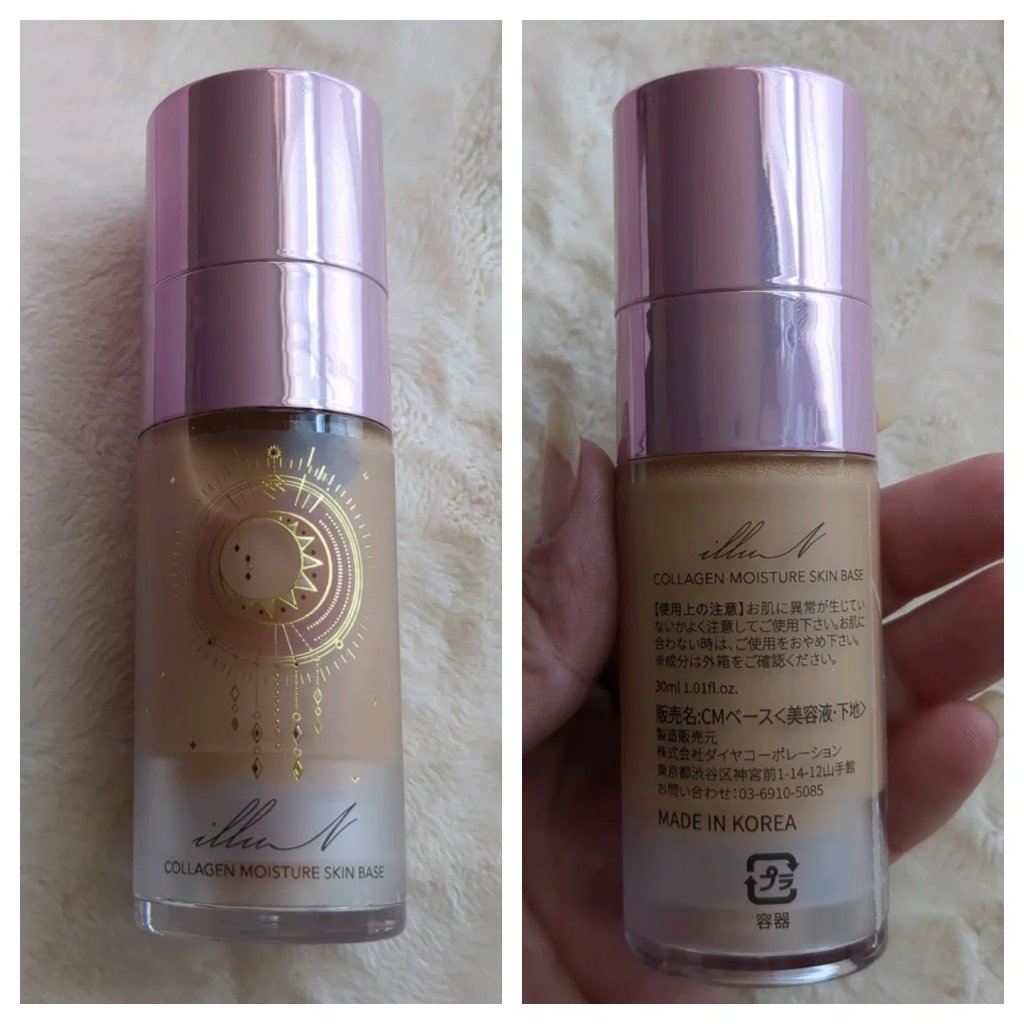 illuN
COLLAGEN MOISTURE SKIN BASE
illuN
COLLAGEN MOISTURE SKIN BASE
【使用上の注意】お肌に異常が生じてい
ないかよく注意してご使用下さい。お肌に
合わない時は、ご使用をおやめ下さい。
※成分は外箱をご確認ください。
30ml 1.01fl.oz.
販売名:CMベース〈美容液・下地〉
製造販売元
株式会社ダイヤコーポレーション
東京都渋谷区神宮前1-14-12山手館
お問い合わせ：03-6910-5085
MADE IN KOREA
プラ
容器